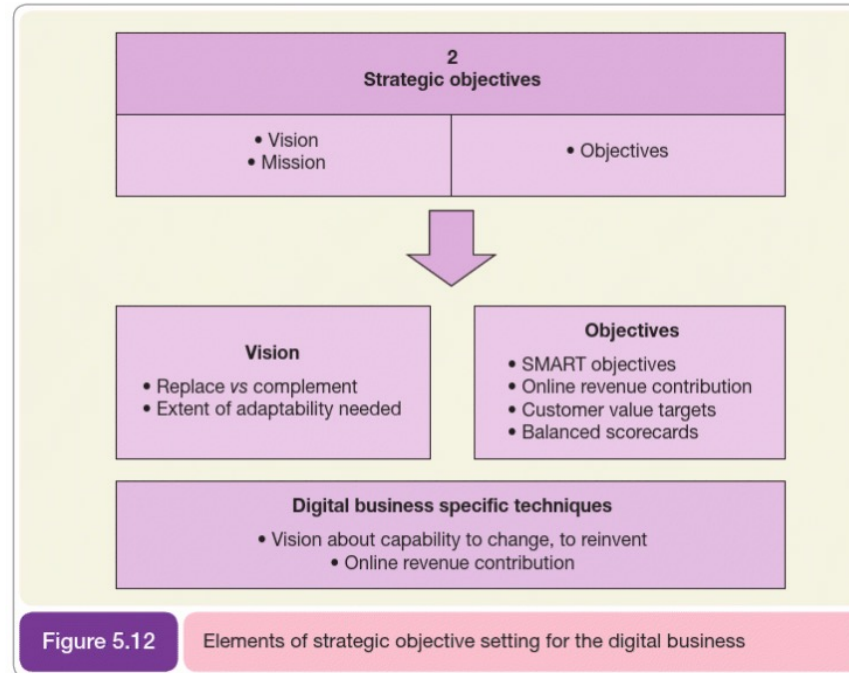 2
Strategic objectives
• Vision
• Mission
• Objectives
Vision
• Replace vs complement
• Extent of adaptability needed
Objectives
• SMART objectives
• Online revenue contribution
• Customer value targets
• Balanced scorecards
Digital business specific techniques
• Vision about capability to change, to reinvent
• Online revenue contribution
Figure 5.12
Elements of strategic objective setting for the digital business